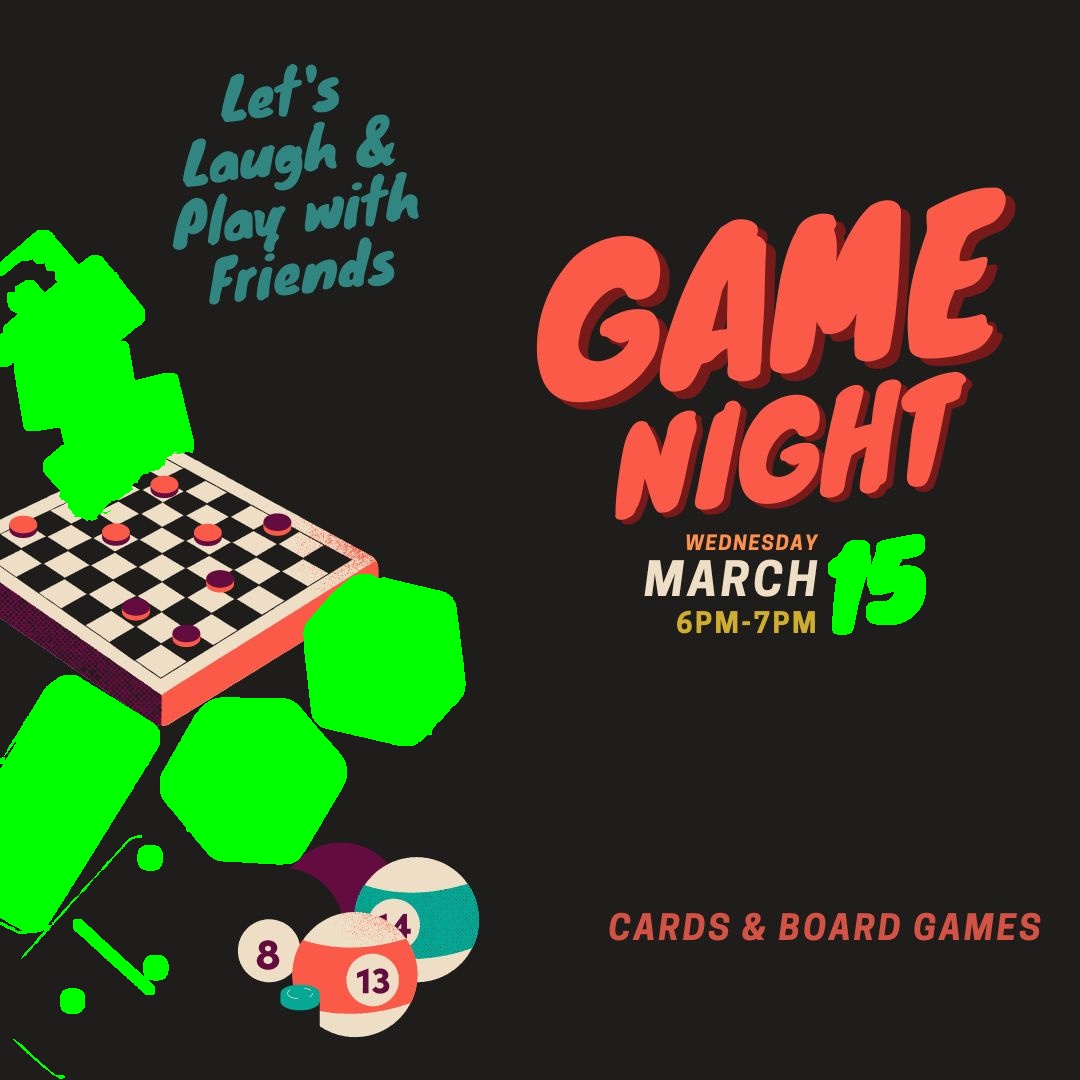 Let's
Laugh &
Play with
Friends
GAME
NIGHT
WEDNESDAY
MARCH 15
6PM-7PM
14
8
13
CARDS & BOARD GAMES